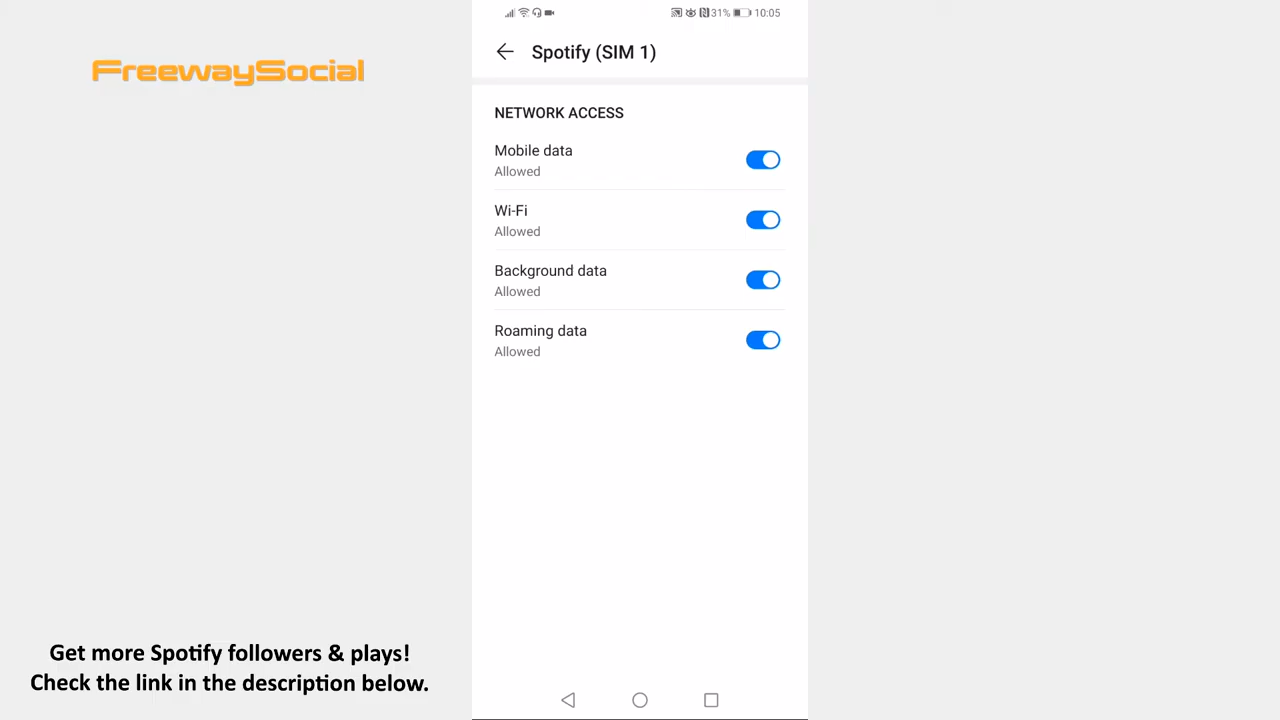 FreewaySocial
31% 10:05
Spotify (SIM 1)
NETWORK ACCESS
Mobile data
Allowed
Wi-Fi
Allowed
Background data
Allowed
Roaming data
Allowed
Get more Spotify followers & plays!
Check the link in the description below.